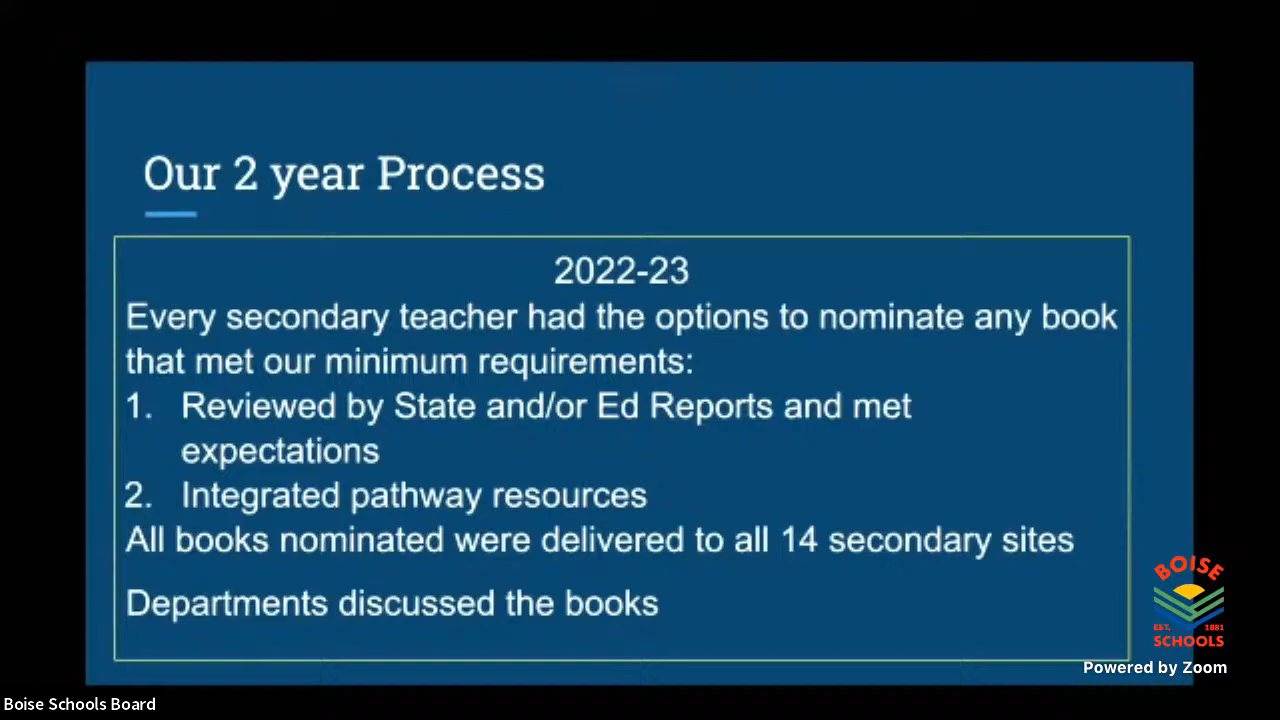 Our 2 year Process
2022-23
Every secondary teacher had the options to nominate any book
that met our minimum requirements:
1. Reviewed by State and/or Ed Reports and met
expectations
2. Integrated pathway resources
All books nominated were delivered to all 14 secondary sites
Departments discussed the books
BOISE
EST. 1881
SCHOOLS
Powered by Zoom
Boise Schools Board